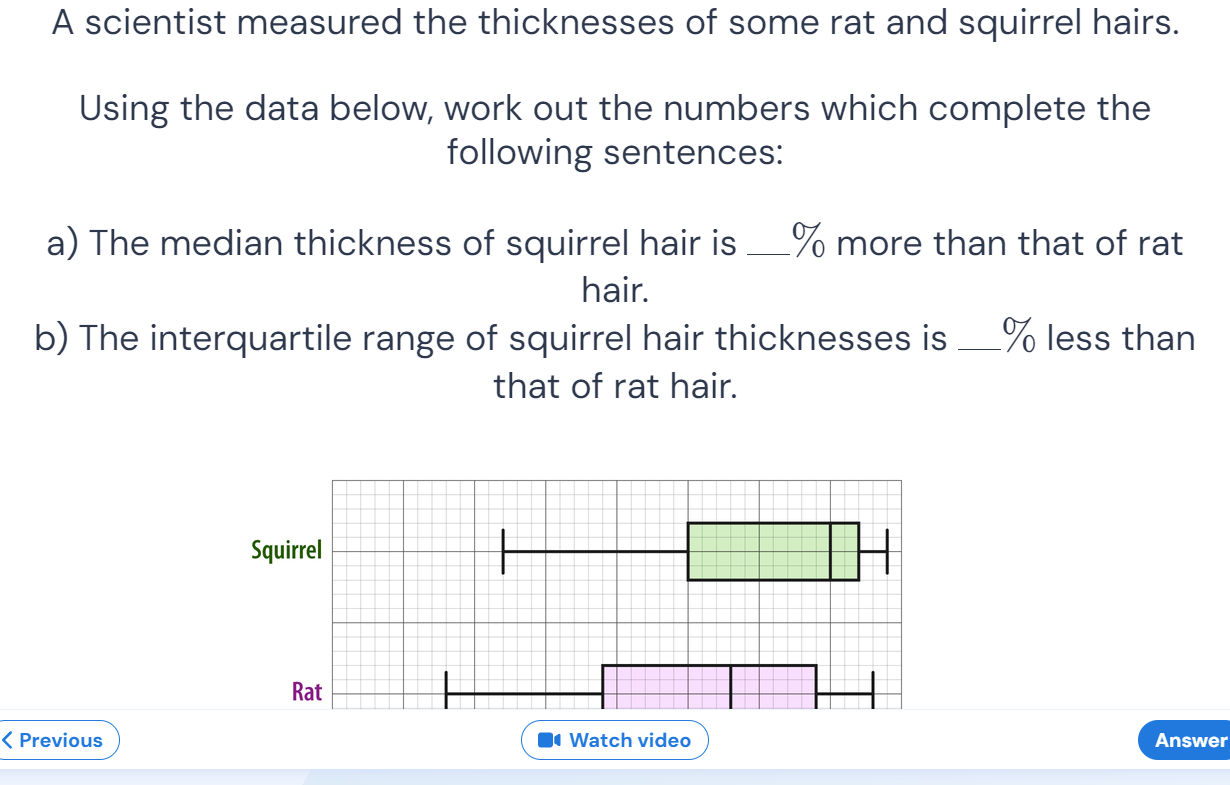 A scientist measured the thicknesses of some rat and squirrel hairs.
Using the data below, work out the numbers which complete the
following sentences:
a) The median thickness of squirrel hair is __% more than that of rat
hair.
b) The interquartile range of squirrel hair thicknesses is __% less than
that of rat hair.
Squirrel
Rat
Previous
Watch video
Answer